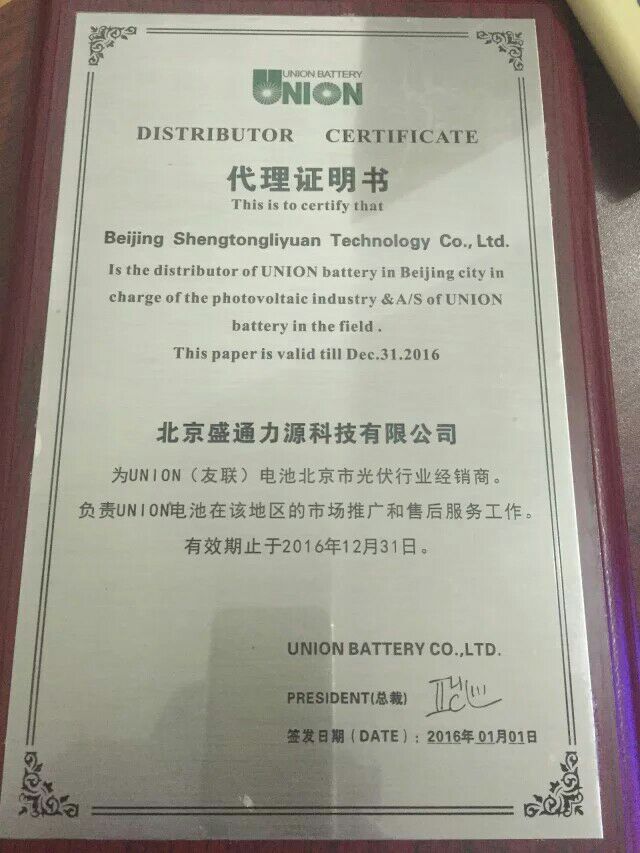 UNION BATTERY
UNION
DISTRIBUTOR CERTIFICATE
代理证明书
This is to certify that
Beijing Shengtongliyuan Technology Co., Ltd.
Is the distributor of UNION battery in Beijing city in
charge of the photovoltaic industry &A/S of UNION
battery in the field .
This paper is valid till Dec.31.2016
北京盛通力源科技有限公司
为UNION（友联）电池北京市光伏行业经销商。
负责UNION电池在该地区的市场推广和售后服务工作。
有效期止于2016年12月31日。
UNION BATTERY CO.,LTD.
PRESIDENT(总裁)
签发日期（DATE）: 2016年01月01日